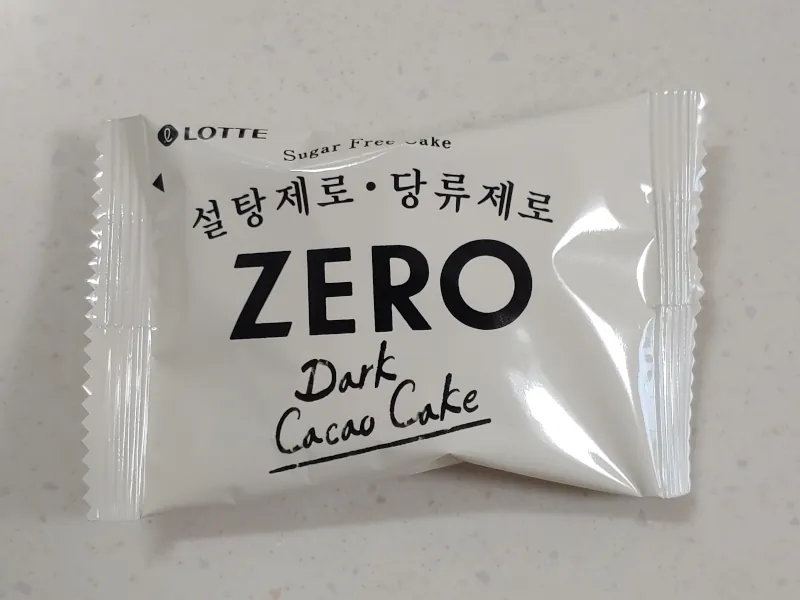 LOTTE
Sugar Free Cake
설탕제로·당류제로
ZERO
Dark
Cacao Cake